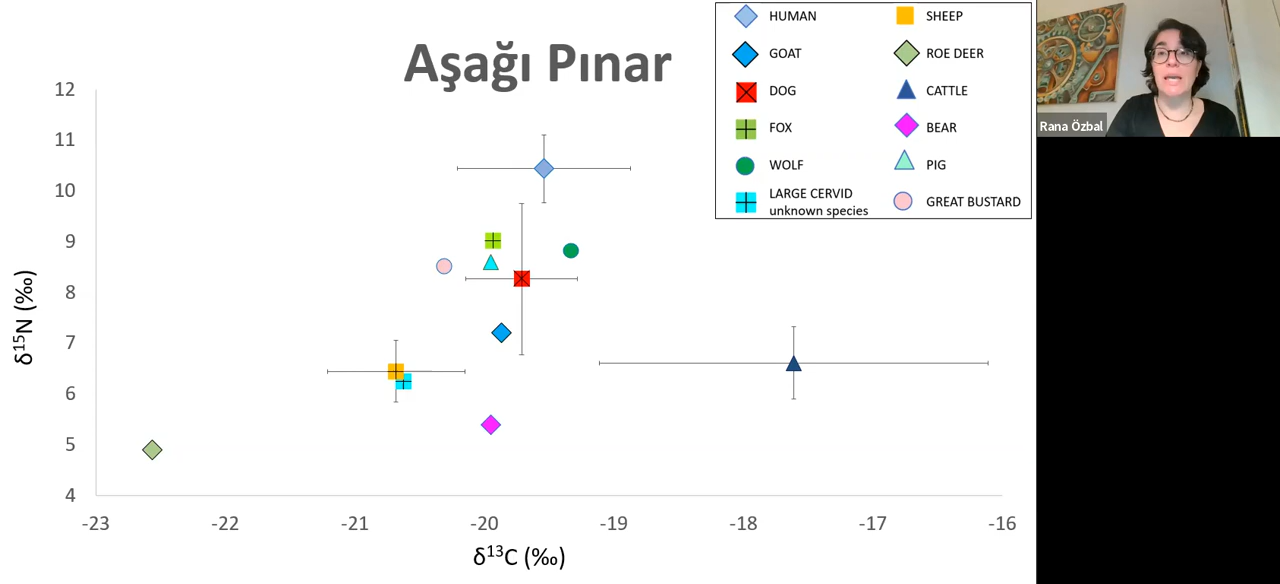 Aşağı Pınar
HUMAN
SHEEP
GOAT
ROE DEER
DOG
CATTLE
FOX
BEAR
WOLF
PIG
LARGE CERVID
unknown species
GREAT BUSTARD
Rana Özbal
12
11
10
9
8
7
6
5
4
δ¹⁵N (‰)
-23 -22 -21 -20 -19 -18 -17 -16
δ¹³C (‰)